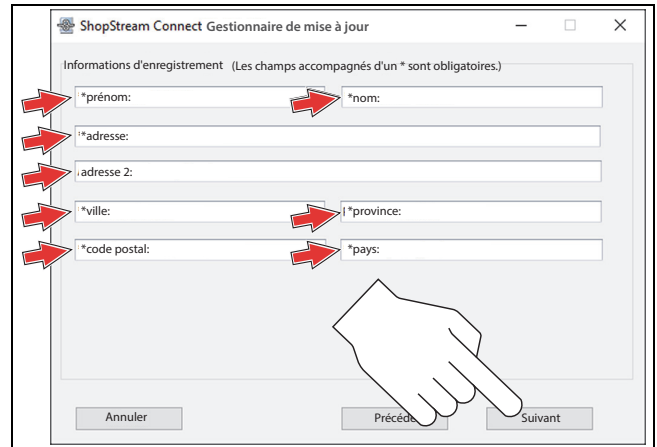 ShopStream Connect Gestionnaire de mise à jour
Informations d'enregistrement (Les champs accompagnés d'un * sont obligatoires.)
*prénom: *nom:
*adresse:
adresse 2:
*ville: *province:
*code postal: *pays:
Annuler Précéde Suivant